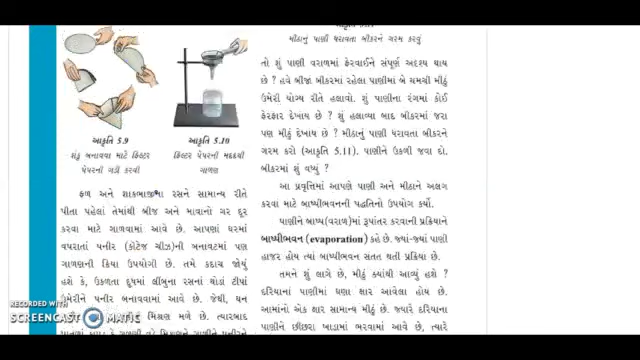 મીઠાનું પાણી ધરાવતા બીકરને ગરમ કરવું
આકૃતિ 5.9
શંકુ બનાવવા માટે ફિલ્ટર
પેપરની ગડી કરવી
આકૃતિ 5.10
ફિલ્ટર પેપરની મદદથી
ગાળણ
ફળ અને શાકભાજીના રસને સામાન્ય રીતે
પીતા પહેલાં તેમાંથી બીજ અને માવાનો ગર દૂર
કરવા માટે ગાળવામાં આવે છે. આપણાં ઘરમાં
વપરાતાં પનીર (કોટેજ ચીઝ)ની બનાવટમાં પણ
ગાળણની ક્રિયા ઉપયોગી છે. તમે કદાચ જોયું
હશે કે, ઉકળતા દૂધમાં લીંબુના રસનાં થોડાં ટીપાં
ઉમેરીને પનીર બનાવવામાં આવે છે. જેથી, ઘન
મિશ્રણ મળે છે. ત્યારબાદ
તો શું પાણી વરાળમાં ફેરવાઈને સંપૂર્ણ અદૃશ્ય થાય
છે ? હવે બીજા બીકરમાં રહેલા પાણીમાં બે ચમચી મીઠું
ઉમેરી યોગ્ય રીતે હલાવો. શું પાણીના રંગમાં કોઈ
ફેરફાર દેખાય છે ? શું હલાવ્યા બાદ બીકરમાં જરા
પણ મીઠું દેખાય છે ? મીઠાનું પાણી ધરાવતા બીકરને
ગરમ કરો (આકૃતિ 5.11). પાણીને ઉકળી જવા દો.
બીકરમાં શું વધ્યું ?
આ પ્રવૃત્તિમાં આપણે પાણી અને મીઠાને અલગ
કરવા માટે બાષ્પીભવનની પદ્ધતિનો ઉપયોગ કર્યો.
પાણીને બાષ્પ(વરાળ)માં રૂપાંતર કરવાની પ્રક્રિયાને
બાષ્પીભવન (evaporation) કહે છે. જ્યાં-જ્યાં પાણી
હાજર હોય ત્યાં બાષ્પીભવન સતત થતી પ્રક્રિયા છે.
તમને શું લાગે છે, મીઠું ક્યાંથી આવ્યું હશે ?
દરિયાનાં પાણીમાં ઘણા ક્ષાર આવેલા હોય છે.
આમાંનો એક ક્ષાર સામાન્ય મીઠું છે. જ્યારે દરિયાના
પાણીને છીછરા ખાડામાં ભરવામાં આવે છે, ત્યારે
RECORDED WITH
SCREENCAST MATIC